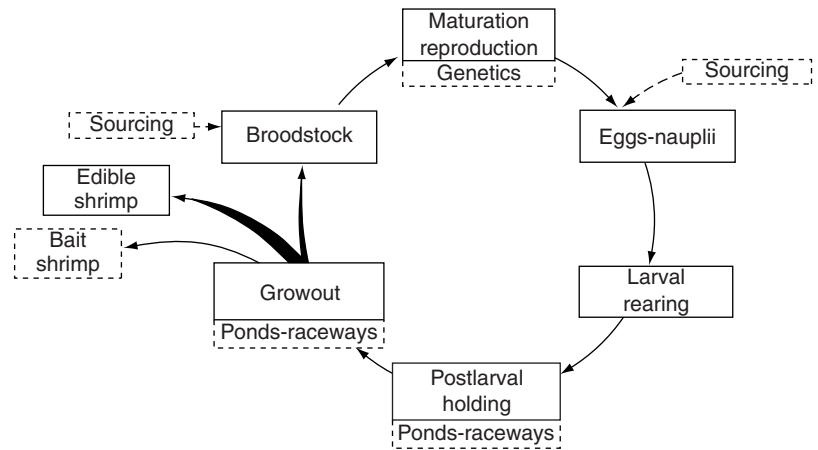 Maturation
reproduction
Genetics
Sourcing
Sourcing
Broodstock
Eggs-nauplii
Edible
shrimp
Bait
shrimp
Growout
Ponds-raceways
Larval
rearing
Postlarval
holding
Ponds-raceways